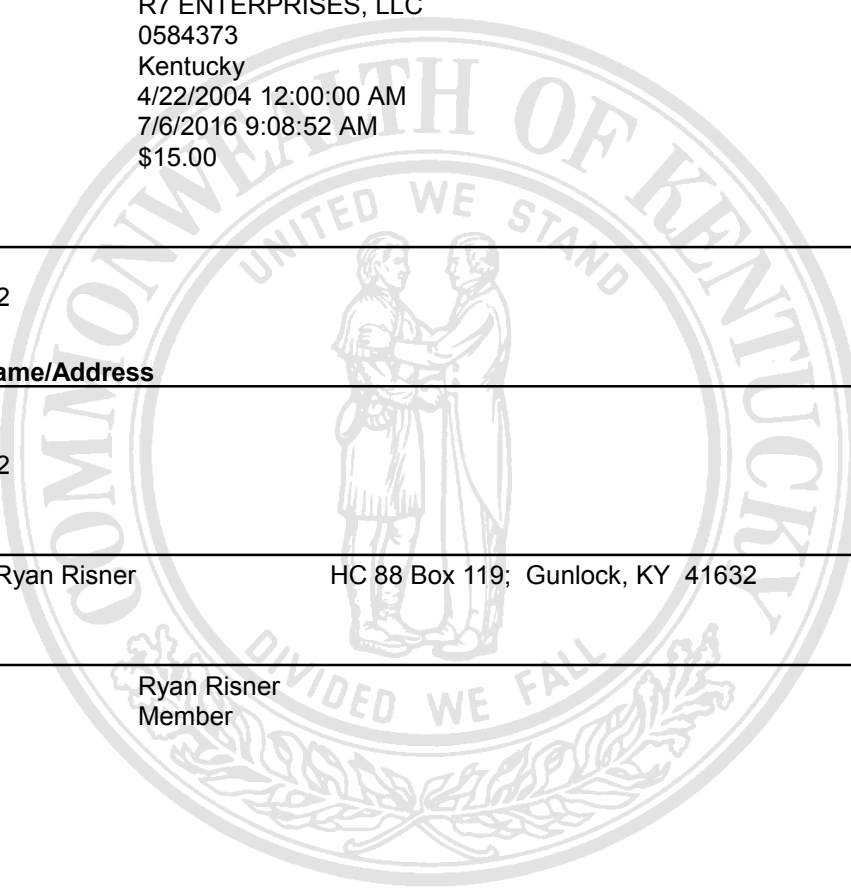 R7 ENTERPRISES, LLC
0584373
Kentucky
4/22/2004 12:00:00 AM
7/6/2016 9:08:52 AM
$15.00
2
ame/Address
2
Ryan Risner HC 88 Box 119; Gunlock, KY 41632
Ryan Risner
Member
COMMONWEALTH OF KENTUCKY
UNITED WE STAND
DIVIDED WE FALL